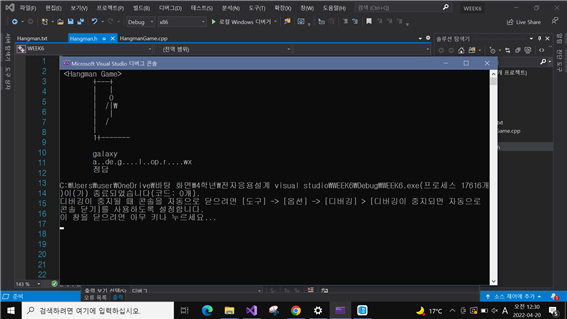 파일(F) 편집(E) 보기(V) 프로젝트(P) 빌드(B) 디버그(D) 테스트(S) 분석(N) 도구(T) 확장(X) 창(W) 도움말(H) 검색(Ctrl+Q) WEEK6
Debug x86 로컬 Windows 디버거 Live Share
Hangman.txt Hangman.h HangmanGame.cpp 솔루션 탐색기
WEEK6 (전역 범위)
Microsoft Visual Studio 디버그 콘솔
<Hangman Game>
+---+
|   |
|   O
|  /|₩
|   |
|  /
|
1+-------
galaxy
a..de.g....l..op.r....wx
정답
C:₩Users₩user₩OneDrive₩바탕 화면₩4학년₩전자응용설계 visual studio₩WEEK6₩Debug₩WEEK6.exe(프로세스 17616개
)이(가) 종료되었습니다(코드: 0개).
디버깅이 중지될 때 콘솔을 자동으로 닫으려면 [도구] -> [옵션] -> [디버깅] > [디버깅이 중지되면 자동으로
콘솔 닫기]를 사용하도록 설정합니다.
이 창을 닫으려면 아무 키나 누르세요...
1
2
3
4
5
6
7
8
9
10
11
12
13
14
15
16
17
18
19
20
21
22
143 %
출력 보기 선택(S): 디버그
오류 목록 출력
준비 소스 제어에 추가
검색하려면 여기에 입력하십시오.
17°C A 오전 12:30
2022-04-20